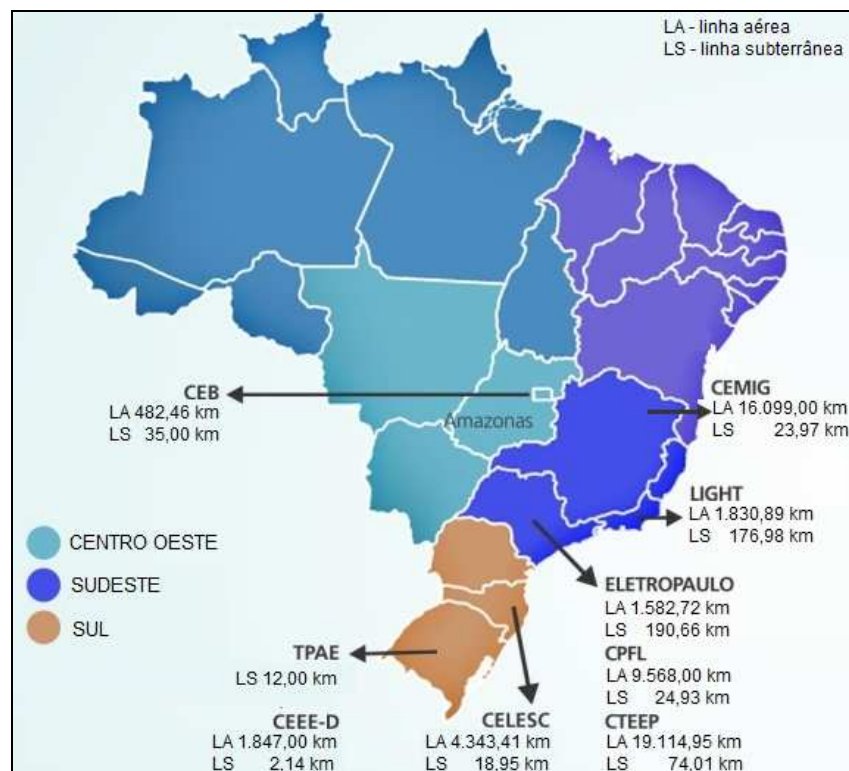 LA - linha aérea
LS - linha subterrânea
CEB
LA 482,46 km
LS 35,00 km
Amazonas
CEMIG
LA 16.099,00 km
LS 23,97 km
LIGHT
LA 1.830,89 km
LS 176,98 km
CENTRO OESTE
SUDESTE
SUL
ELETROPAULO
LA 1.582,72 km
LS 190,66 km
TPAE
LS 12,00 km
CPFL
LA 9.568,00 km
LS 24,93 km
CEEE-D
LA 1.847,00 km
LS 2,14 km
CELESC
LA 4.343,41 km
LS 18,95 km
CTEEP
LA 19.114,95 km
LS 74,01 km